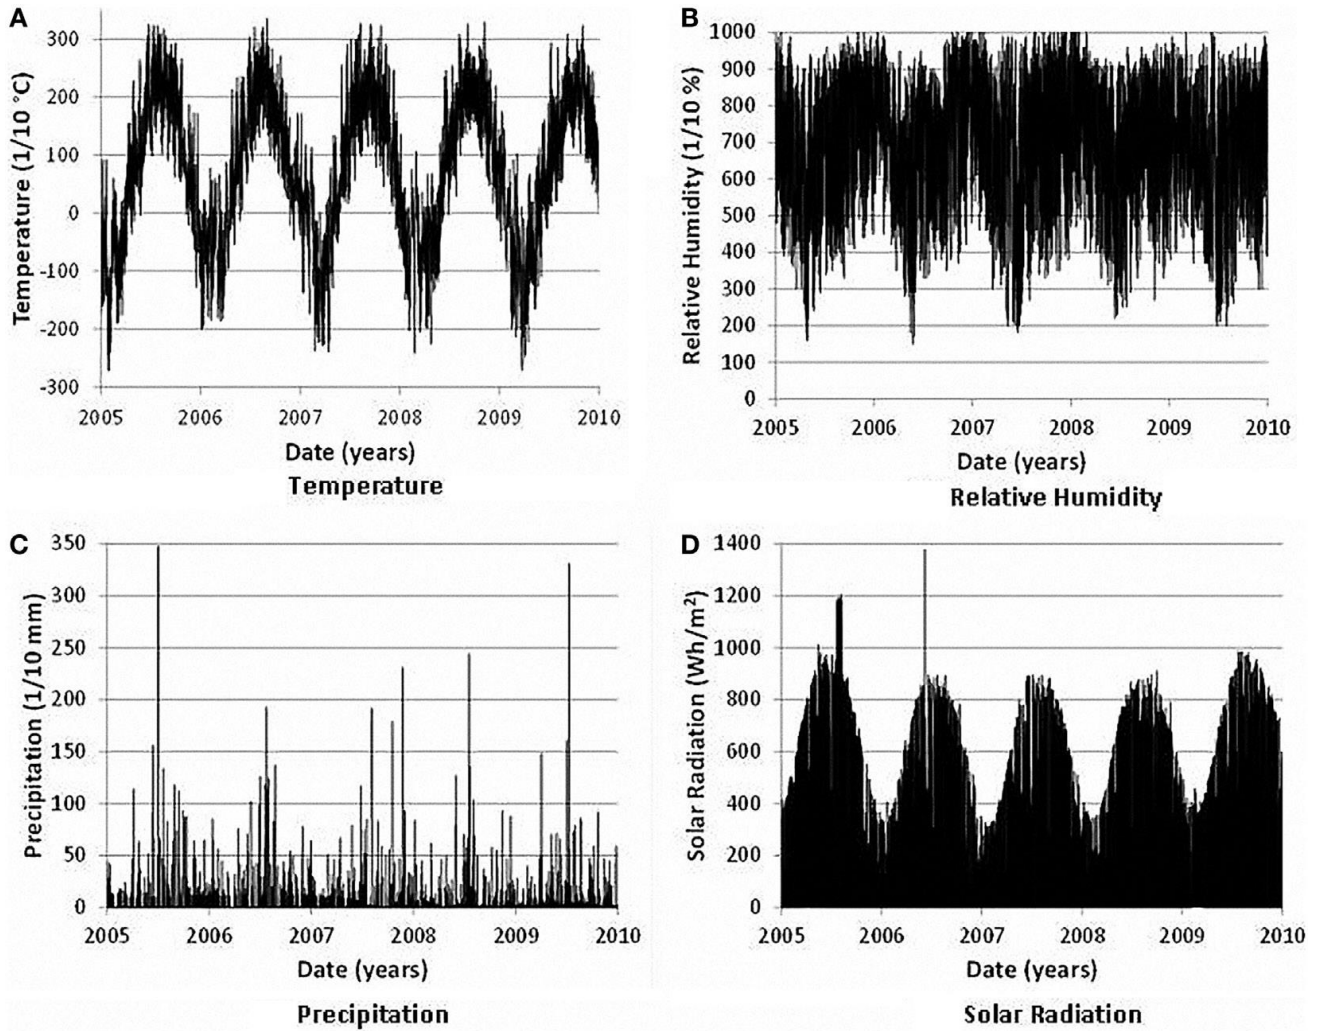 A
Temperature (1/10 °C)
300
200
100
0
-100
-200
-300
2005 2006 2007 2008 2009 2010
Date (years)
Temperature
B
Relative Humidity (1/10 %)
1000
900
800
700
600
500
400
300
200
100
0
2005 2006 2007 2008 2009 2010
Date (years)
Relative Humidity
C
Precipitation (1/10 mm)
350
300
250
200
150
100
50
0
2005 2006 2007 2008 2009 2010
Date (years)
Precipitation
D
Solar Radiation (Wh/m²)
1400
1200
1000
800
600
400
200
0
2005 2006 2007 2008 2009 2010
Date (years)
Solar Radiation